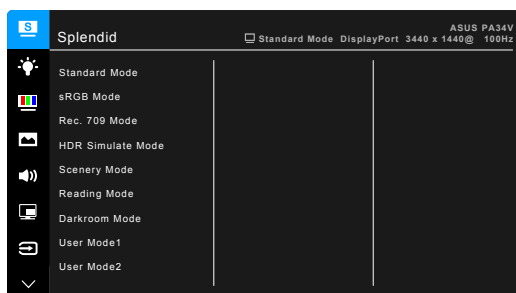 S
Splendid
ASUS PA34V
Standard Mode DisplayPort 3440 x 1440@ 100Hz
Standard Mode
sRGB Mode
Rec. 709 Mode
HDR Simulate Mode
Scenery Mode
Reading Mode
Darkroom Mode
User Mode1
User Mode2